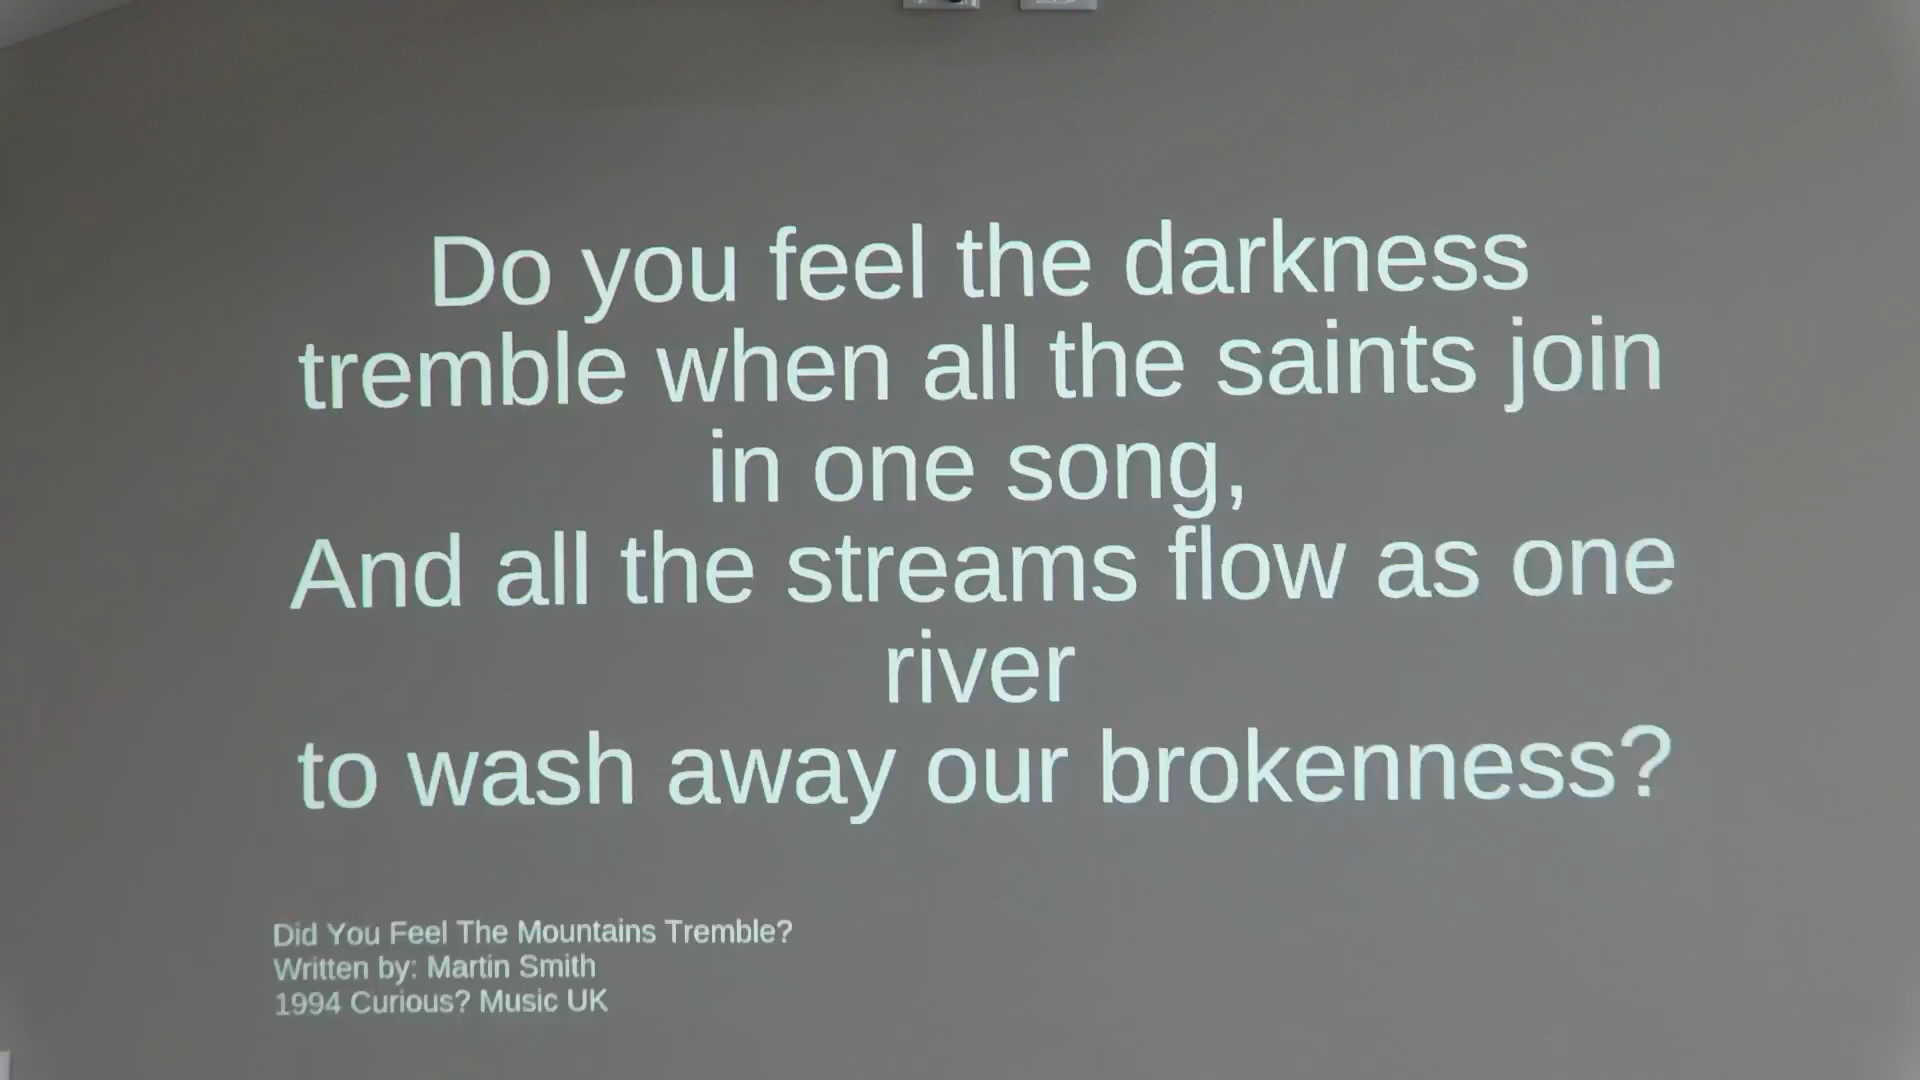 Do you feel the darkness
tremble when all the saints join
in one song,
And all the streams flow as one
river
to wash away our brokenness?
Did You Feel The Mountains Tremble?
Written by: Martin Smith
1994 Curious? Music UK